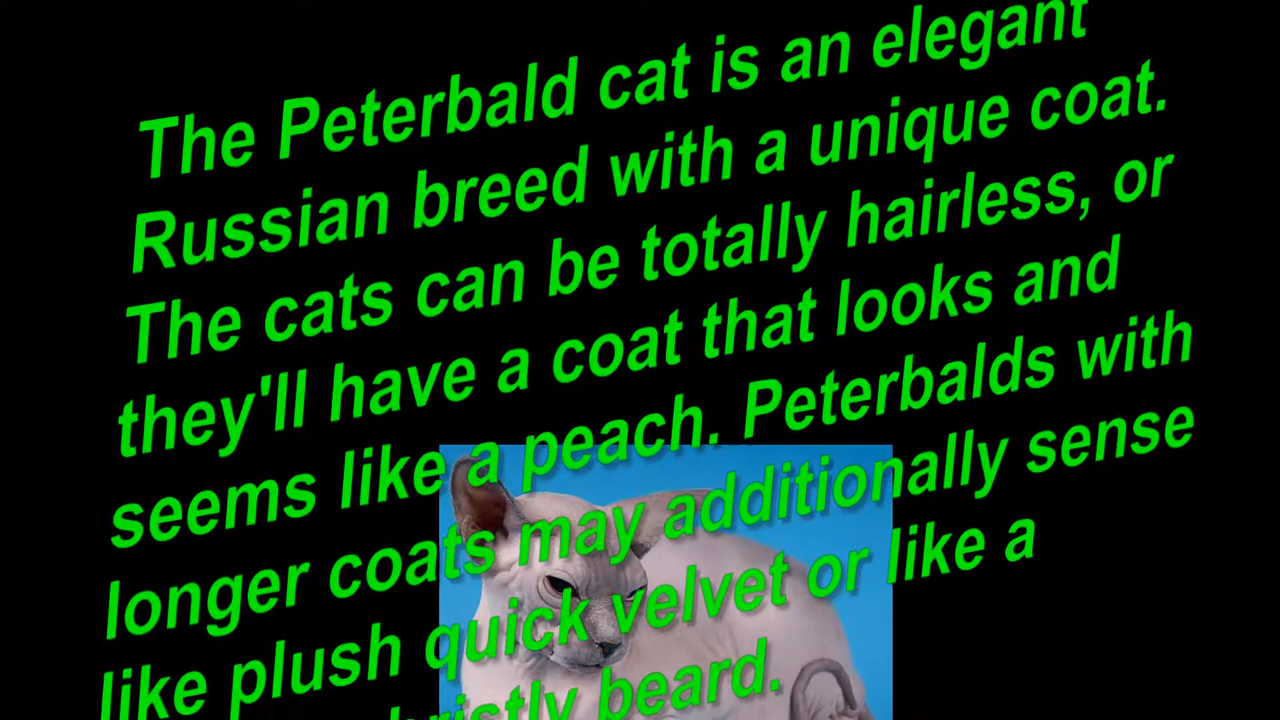 The Peterbald cat is an elegant
Russian breed with a unique coat.
The cats can be totally hairless, or
they'll have a coat that looks and
seems like a peach. Peterbalds with
longer coats may additionally sense
like plush quick velvet or like a
bristly beard.